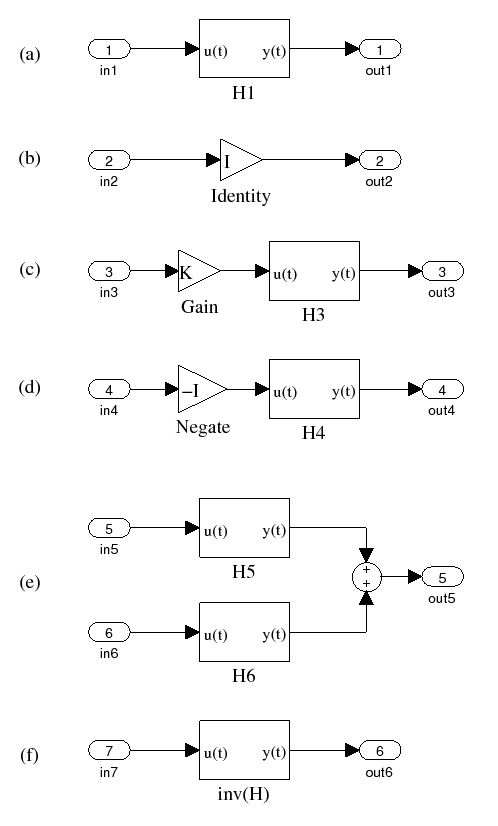 (a) 1 u(t) y(t) 1
in1 out1
H1
(b) 2 I 2
in2 out2
Identity
(c) 3 K u(t) y(t) 3
in3 out3
Gain H3
(d) 4 −I u(t) y(t) 4
in4 out4
Negate H4
5 u(t) y(t)
in5
H5
(e) + + 5
out5
6 u(t) y(t)
in6
H6
(f) 7 u(t) y(t) 6
in7 out6
inv(H)